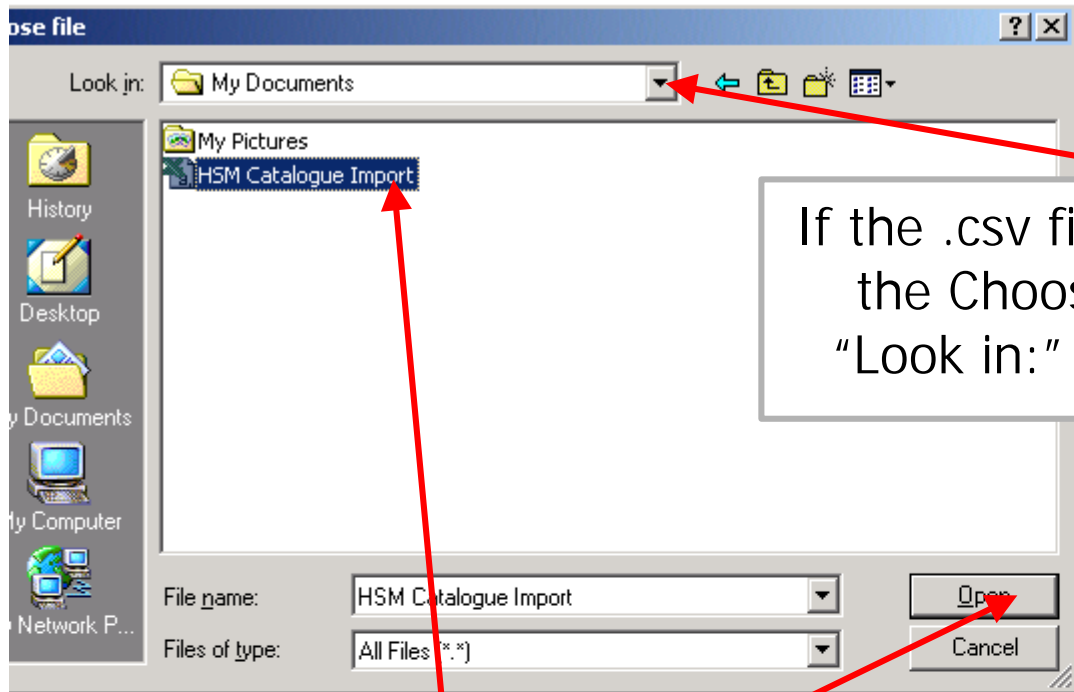 ose file
Look in: My Documents
My Pictures
HSM Catalogue Import
History
Desktop
y Documents
y Computer
Network P...
If the .csv fi
the Choos
“Look in:”
File name: HSM Catalogue Import
Open
Files of type: All Files (*.*)
Cancel